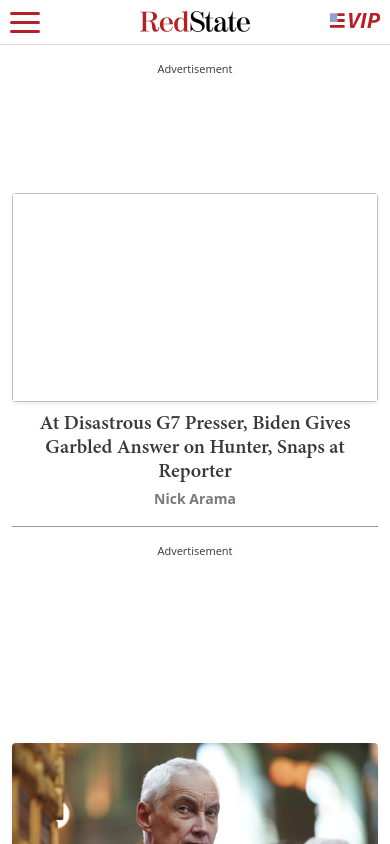 RedState
VIP
Advertisement
At Disastrous G7 Presser, Biden Gives
Garbled Answer on Hunter, Snaps at
Reporter
Nick Arama
Advertisement